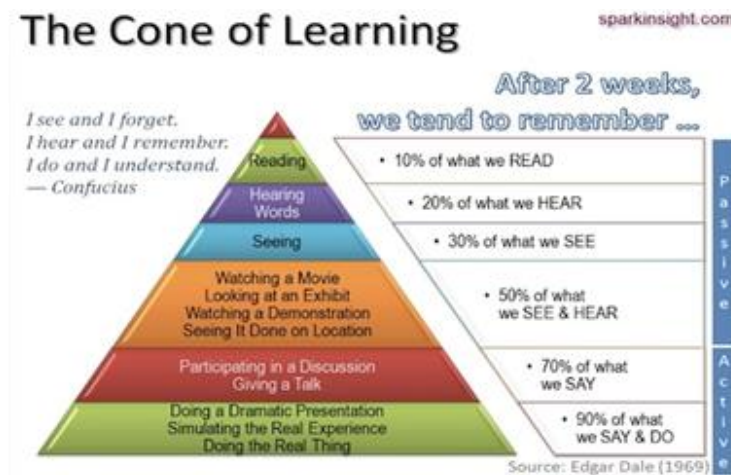 The Cone of Learning
sparkinsight.com
I see and I forget.
I hear and I remember.
I do and I understand.
— Confucius
After 2 weeks,
we tend to remember ...
Reading
• 10% of what we READ
Hearing
Words
• 20% of what we HEAR
Seeing
• 30% of what we SEE
Watching a Movie
Looking at an Exhibit
Watching a Demonstration
Seeing It Done on Location
• 50% of what
we SEE & HEAR
Passive
Participating in a Discussion
Giving a Talk
• 70% of what
we SAY
Doing a Dramatic Presentation
Simulating the Real Experience
Doing the Real Thing
• 90% of what
we SAY & DO
Active
Source: Edgar Dale (1969)